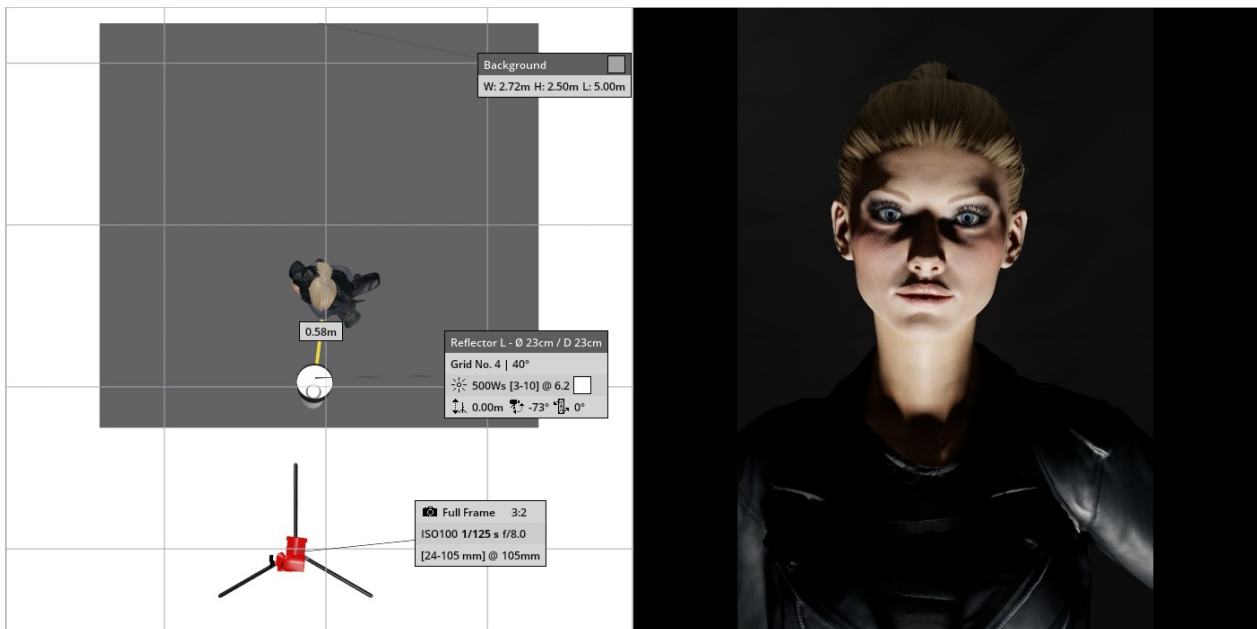 Background
W: 2.72m H: 2.50m L: 5.00m
0.58m
Reflector L - Ø 23cm / D 23cm
Grid No. 4 | 40°
500Ws [3-10] @ 6.2
0.00m -73° 0°
Full Frame 3:2
ISO100 1/125 s f/8.0
[24-105 mm] @ 105mm